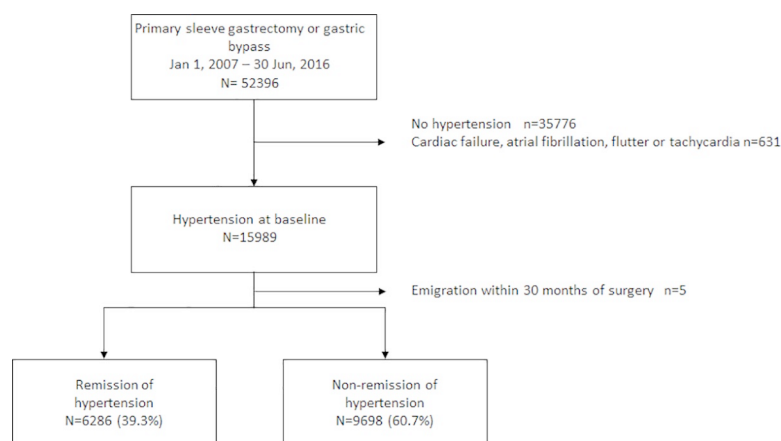 Primary sleeve gastrectomy or gastric
bypass
Jan 1, 2007 – 30 Jun, 2016
N= 52396
No hypertension n=35776
Cardiac failure, atrial fibrillation, flutter or tachycardia n=631
Hypertension at baseline
N=15989
Emigration within 30 months of surgery n=5
Remission of
hypertension
N=6286 (39.3%)
Non-remission of
hypertension
N=9698 (60.7%)